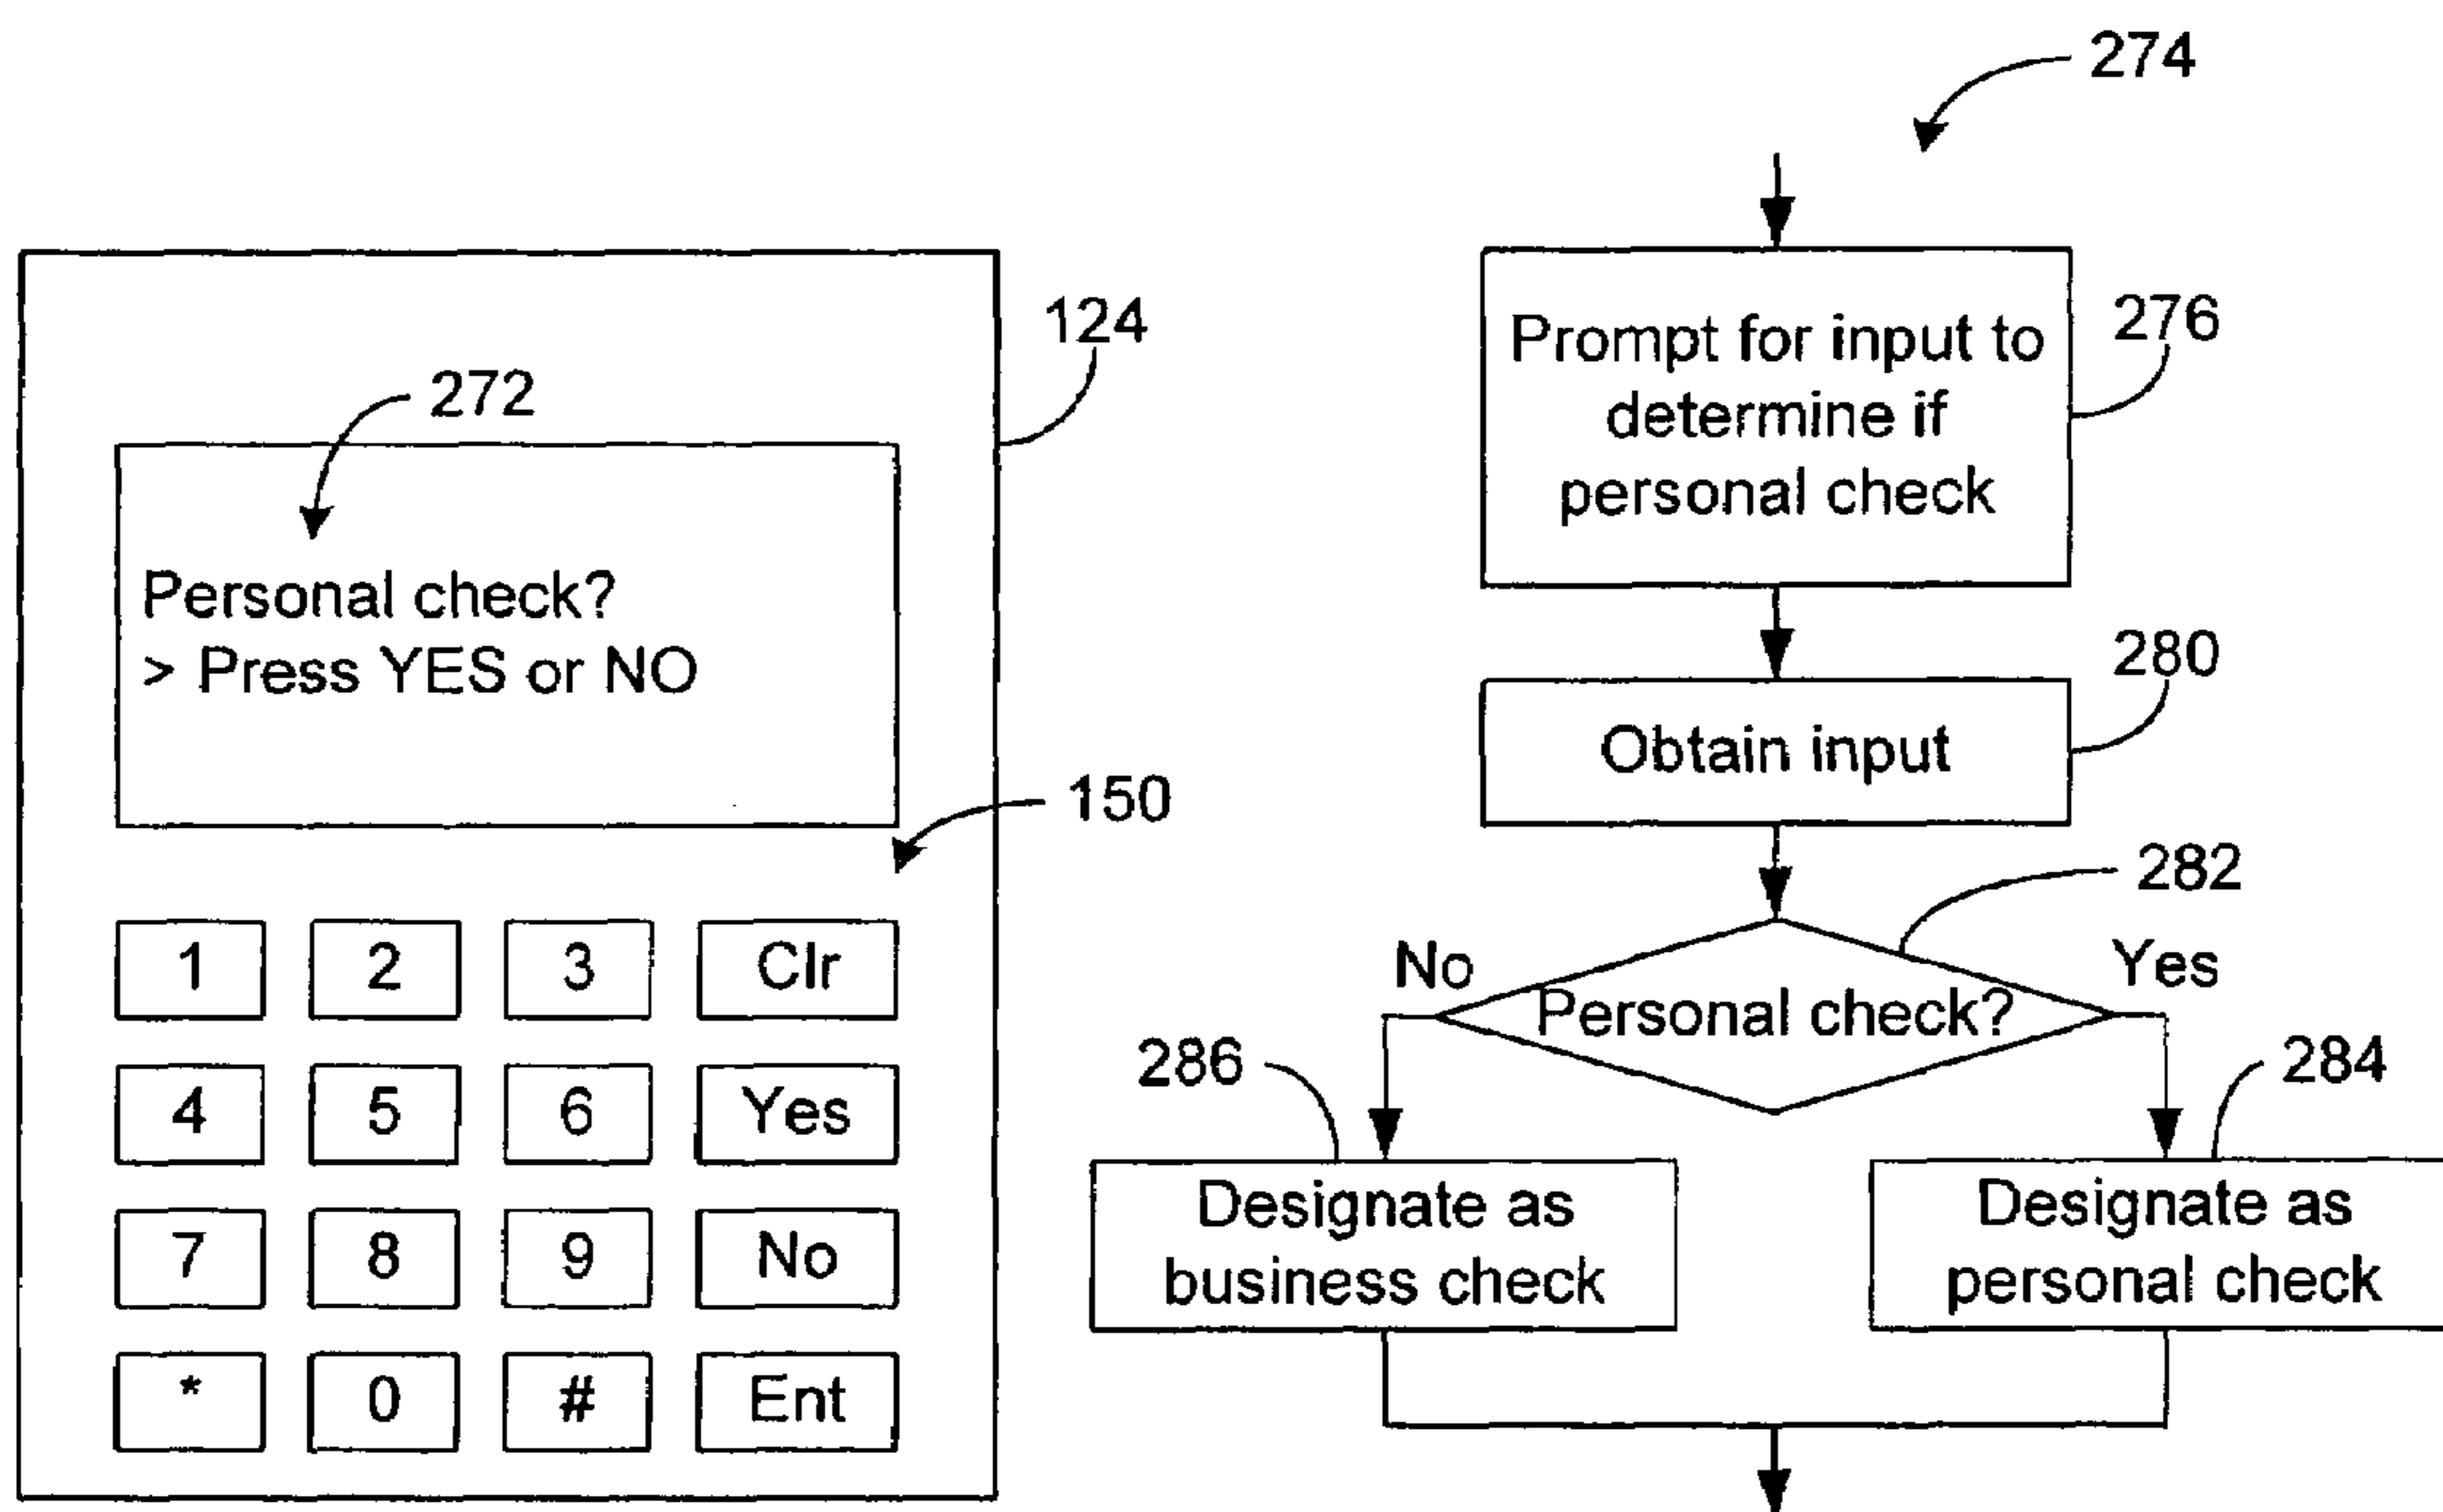 274
124
272
Personal check?
> Press YES or NO
150
1 2 3 Clr
4 5 6 Yes
7 8 9 No
* 0 # Ent
Prompt for input to
determine if
personal check
276
Obtain input
280
282
No
Yes
Personal check?
286
284
Designate as
business check
Designate as
personal check